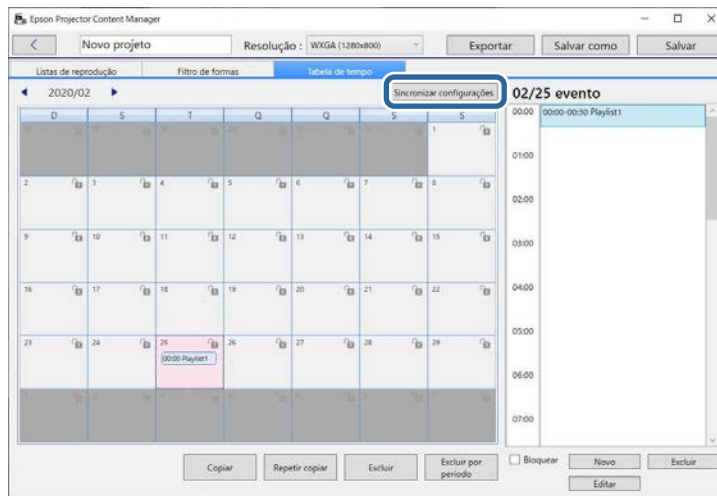 Epson Projector Content Manager
Novo projeto
Resolução : WXGA (1280x800)
Exportar
Salvar como
Salvar
Listas de reprodução
Filtro de formas
Tabela de tempo
2020/02
Sincronizar configurações
02/25 evento
D S T Q Q S S
1
2 3 4 5 6 7 8
9 10 11 12 13 14 15
16 17 18 19 20 21 22
23 24 25 26 27 28 29
00:00 Playlist1
00:00 00:00-00:30 Playlist1
01:00
02:00
03:00
04:00
05:00
06:00
07:00
Copiar
Repetir copiar
Excluir
Excluir por
período
Bloquear
Novo
Excluir
Editar